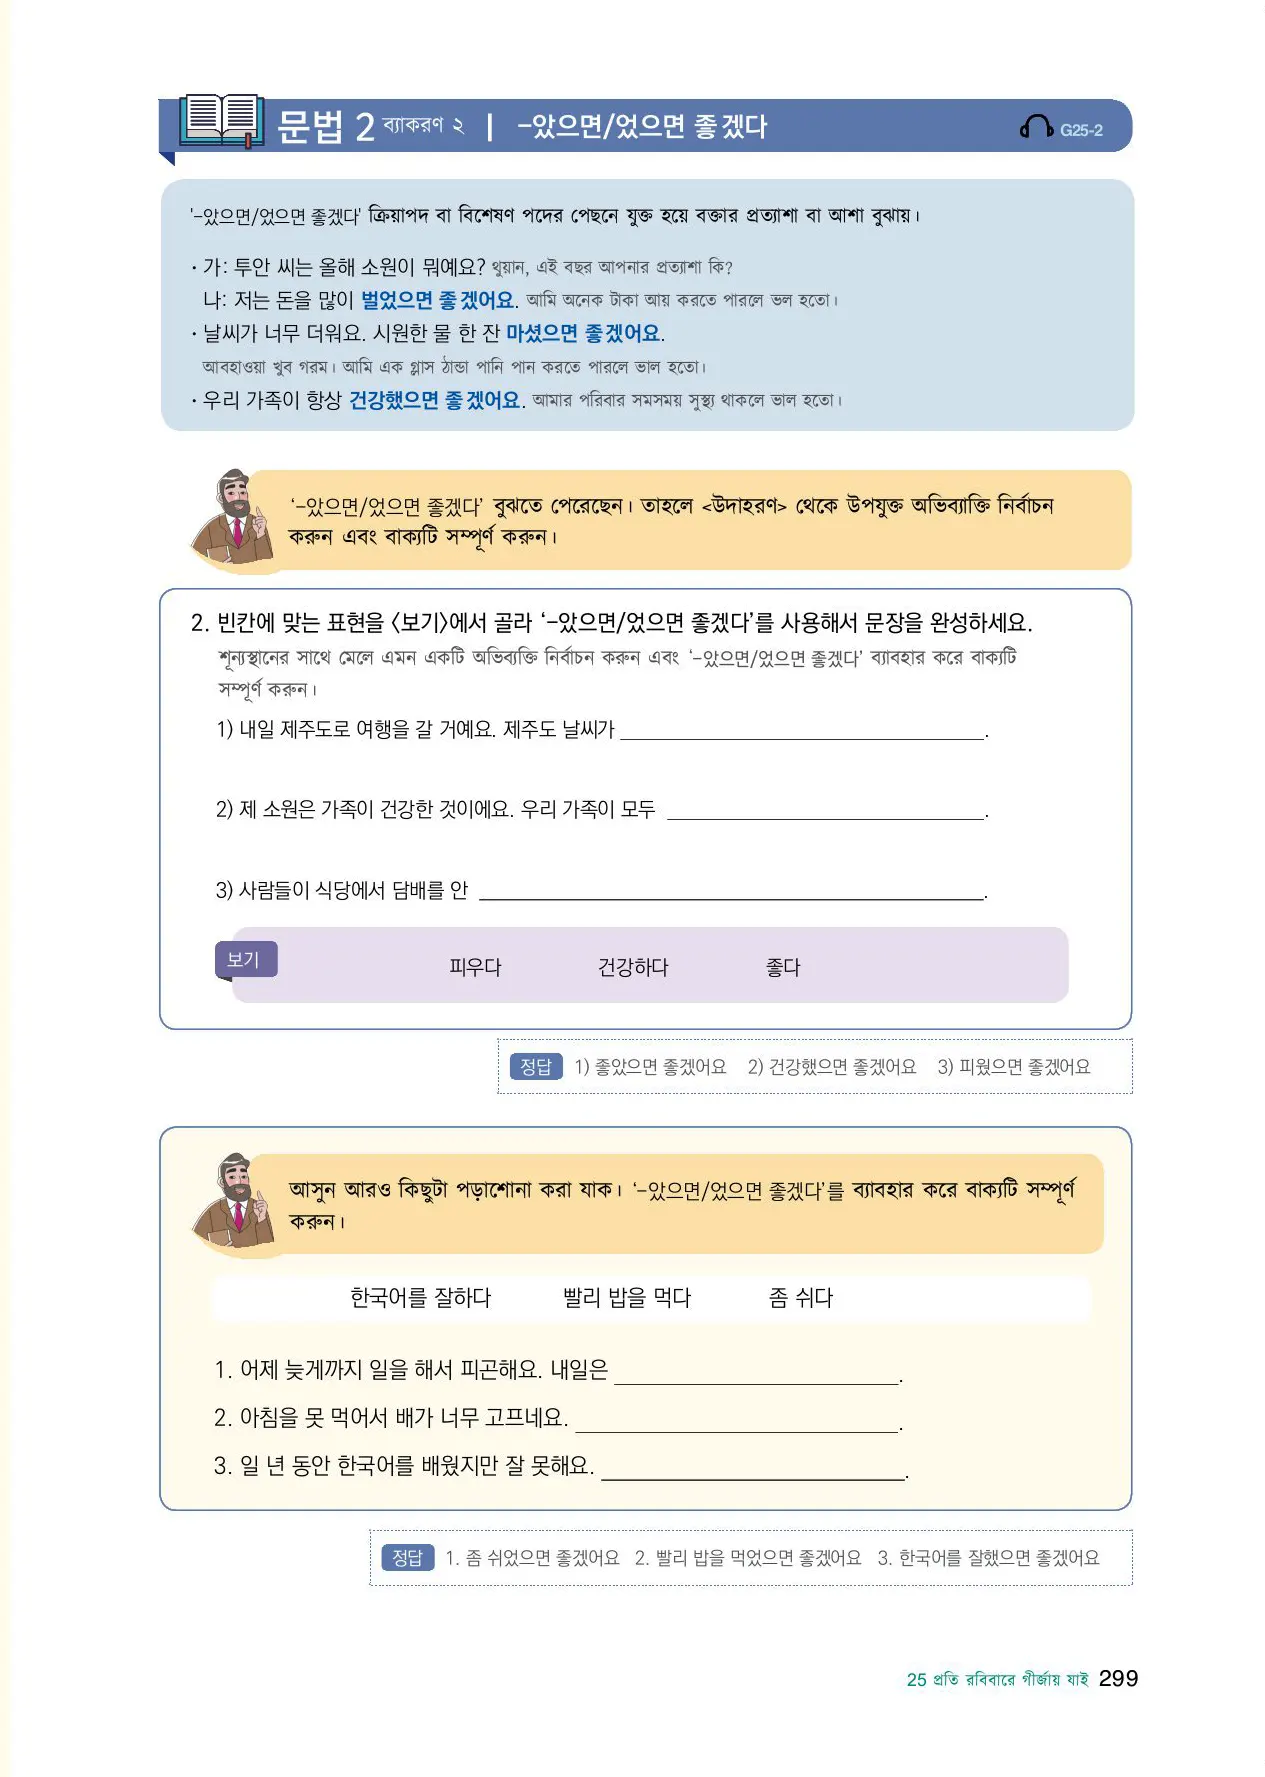 문법 2 ব্যাকরণ ২ | -았으면/었으면 좋겠다 G25-2
'-았으면/었으면 좋겠다' ক্রিয়াপদ বা বিশেষণ পদের পেছনে যুক্ত হয়ে বক্তার প্রত্যাশা বা আশা বুঝায়।
· 가: 투안 씨는 올해 소원이 뭐예요? থুয়ান, এই বছর আপনার প্রত্যাশা কি?
나: 저는 돈을 많이 벌었으면 좋겠어요. আমি অনেক টাকা আয় করতে পারলে ভল হতো।
· 날씨가 너무 더워요. 시원한 물 한 잔 마셨으면 좋겠어요.
আবহাওয়া খুব গরম। আমি এক গ্লাস ঠান্ডা পানি পান করতে পারলে ভাল হতো।
· 우리 가족이 항상 건강했으면 좋겠어요. আমার পরিবার সমসময় সুস্থ্য থাকলে ভাল হতো।
'-았으면/었으면 좋겠다' বুঝতে পেরেছেন। তাহলে <উদাহরণ> থেকে উপযুক্ত অভিব্যাক্তি নির্বাচন
করুন এবং বাক্যটি সম্পূর্ণ করুন।
2. 빈칸에 맞는 표현을 〈보기〉에서 골라 '-았으면/었으면 좋겠다'를 사용해서 문장을 완성하세요.
শূন্যস্থানের সাথে মেলে এমন একটি অভিব্যক্তি নির্বাচন করুন এবং '-았으면/었으면 좋겠다' ব্যাবহার করে বাক্যটি
সম্পূর্ণ করুন।
1) 내일 제주도로 여행을 갈 거예요. 제주도 날씨가 ____________________.
2) 제 소원은 가족이 건강한 것이에요. 우리 가족이 모두 ____________________.
3) 사람들이 식당에서 담배를 안 ____________________.
보기 피우다 건강하다 좋다
정답 1) 좋았으면 좋겠어요 2) 건강했으면 좋겠어요 3) 피웠으면 좋겠어요
আসুন আরও কিছুটা পড়াশোনা করা যাক। '-았으면/었으면 좋겠다'를 ব্যাবহার করে বাক্যটি সম্পূর্ণ
করুন।
한국어를 잘하다 빨리 밥을 먹다 좀 쉬다
1. 어제 늦게까지 일을 해서 피곤해요. 내일은 ____________________.
2. 아침을 못 먹어서 배가 너무 고프네요. ____________________.
3. 일 년 동안 한국어를 배웠지만 잘 못해요. ____________________.
정답 1. 좀 쉬었으면 좋겠어요 2. 빨리 밥을 먹었으면 좋겠어요 3. 한국어를 잘했으면 좋겠어요
25 প্রতি রবিবারে গীর্জায় যাই 299